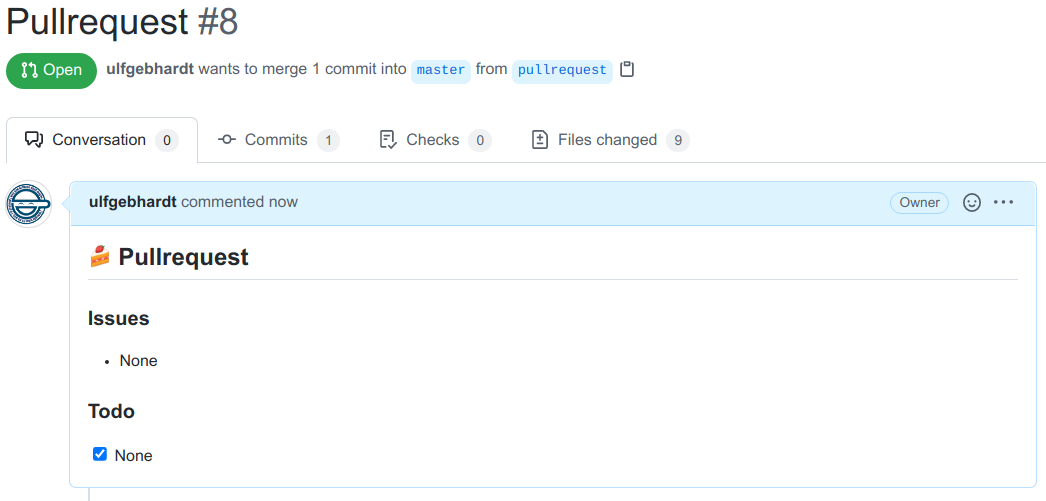 Pullrequest #8
Open ulfgebhardt wants to merge 1 commit into master from pullrequest
Conversation 0 Commits 1 Checks 0 Files changed 9
ulfgebhardt commented now Owner
🍰 Pullrequest
Issues
• None
Todo
None